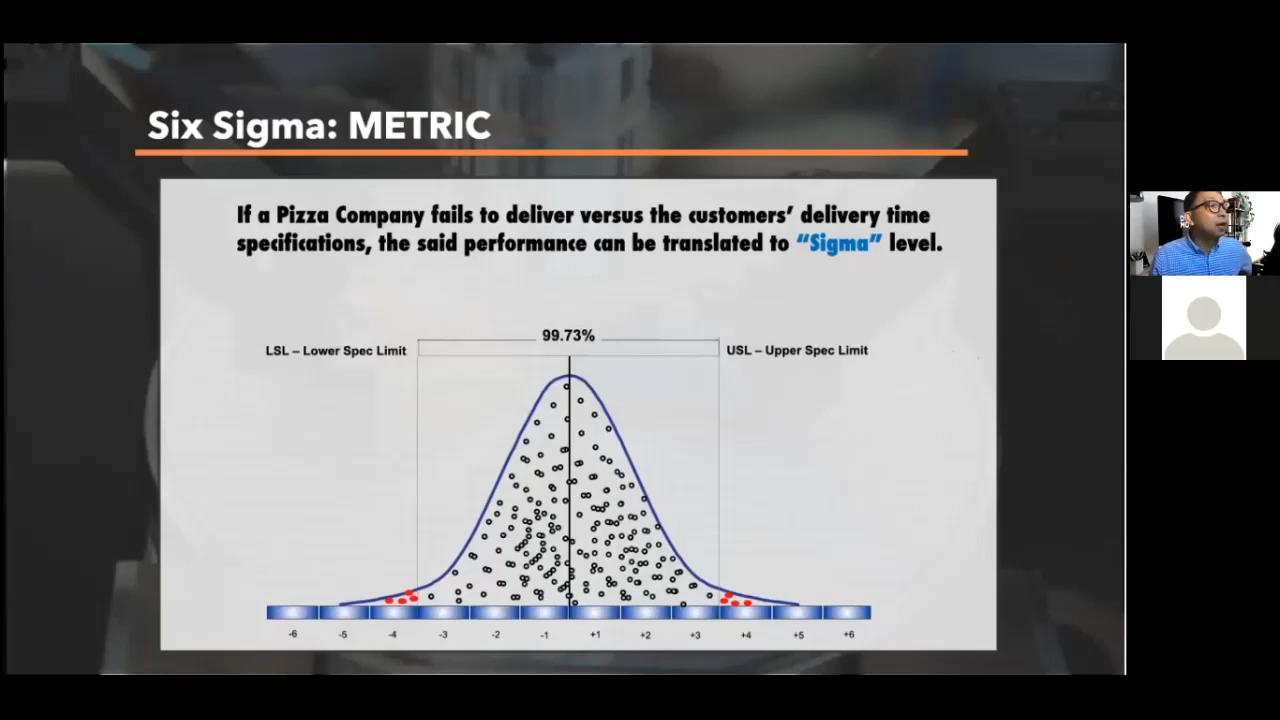 Six Sigma: METRIC
If a Pizza Company fails to deliver versus the customers' delivery time
specifications, the said performance can be translated to "Sigma" level.
99.73%
LSL – Lower Spec Limit
USL – Upper Spec Limit
-6 -5 -4 -3 -2 -1 +1 +2 +3 +4 +5 +6